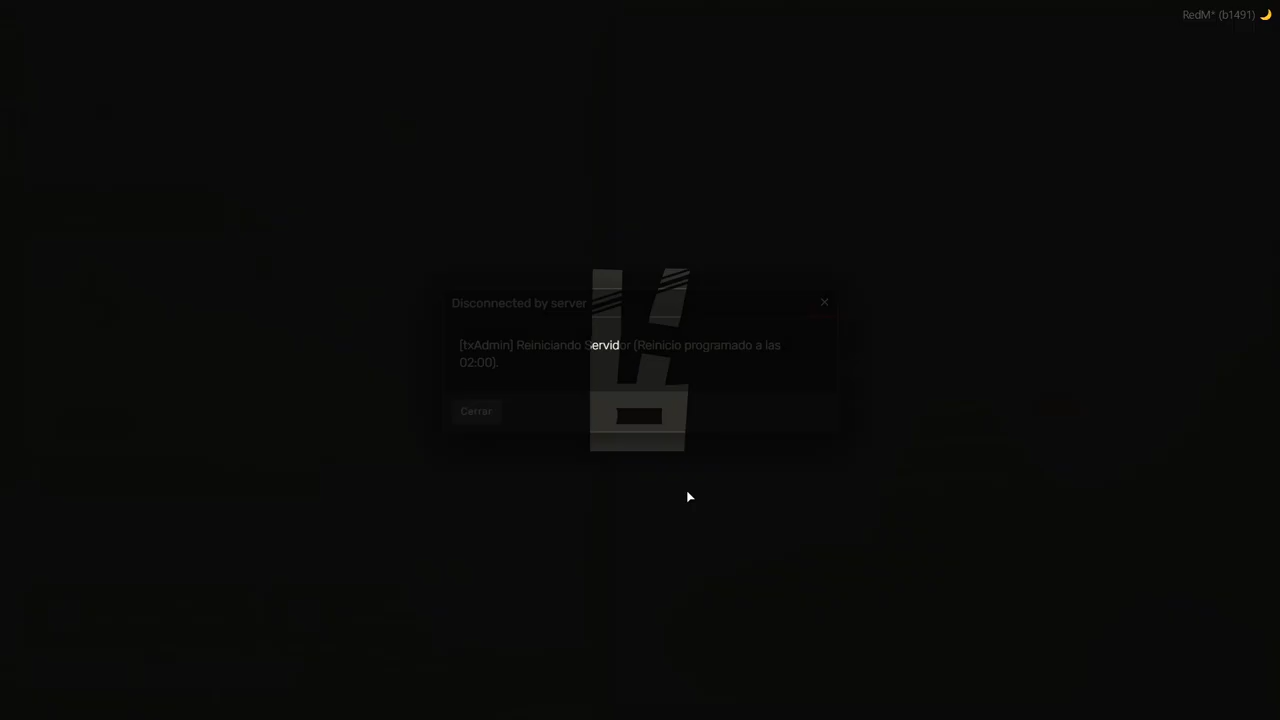 RedM* (b1491) 🌙
Disconnected by server
[txAdmin] Reiniciando Servidor (Reinicio programado a las
02:00).
Cerrar